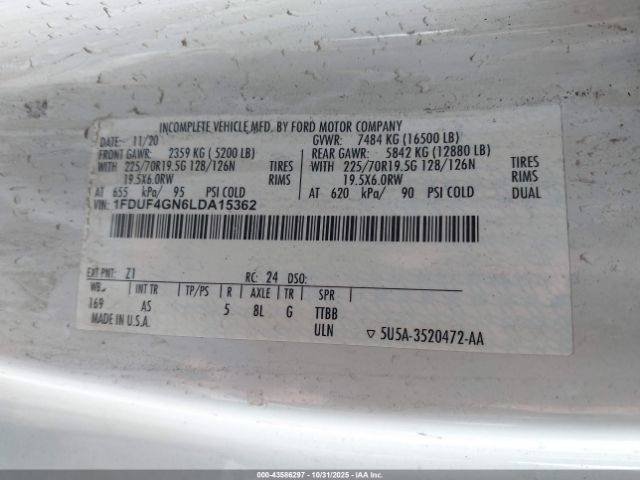 INCOMPLETE VEHICLE MFD. BY FORD MOTOR COMPANY
DATE: 11/20 GVWR: 7484 KG (16500 LB)
FRONT GAWR: 2359 KG ( 5200 LB) REAR GAWR: 5842 KG (12880 LB)
WITH 225/70R19.5G 128/126N TIRES WITH 225/70R19.5G 128/126N TIRES
19.5X6.0RW RIMS 19.5X6.0RW RIMS
AT 655 kPa/ 95 PSI COLD AT 620 kPa/ 90 PSI COLD DUAL
VIN: 1FDUF4GN6LDA15362
EXT PNT: Z1 RC: 24 DSO:
WB INT TR TP/PS R AXLE TR SPR
169 AS 5 8L G TTBB
MADE IN U.S.A. ULN ▽ 5U5A-3520472-AA
000-43586297 - 10/31/2025 - IAAI.COM